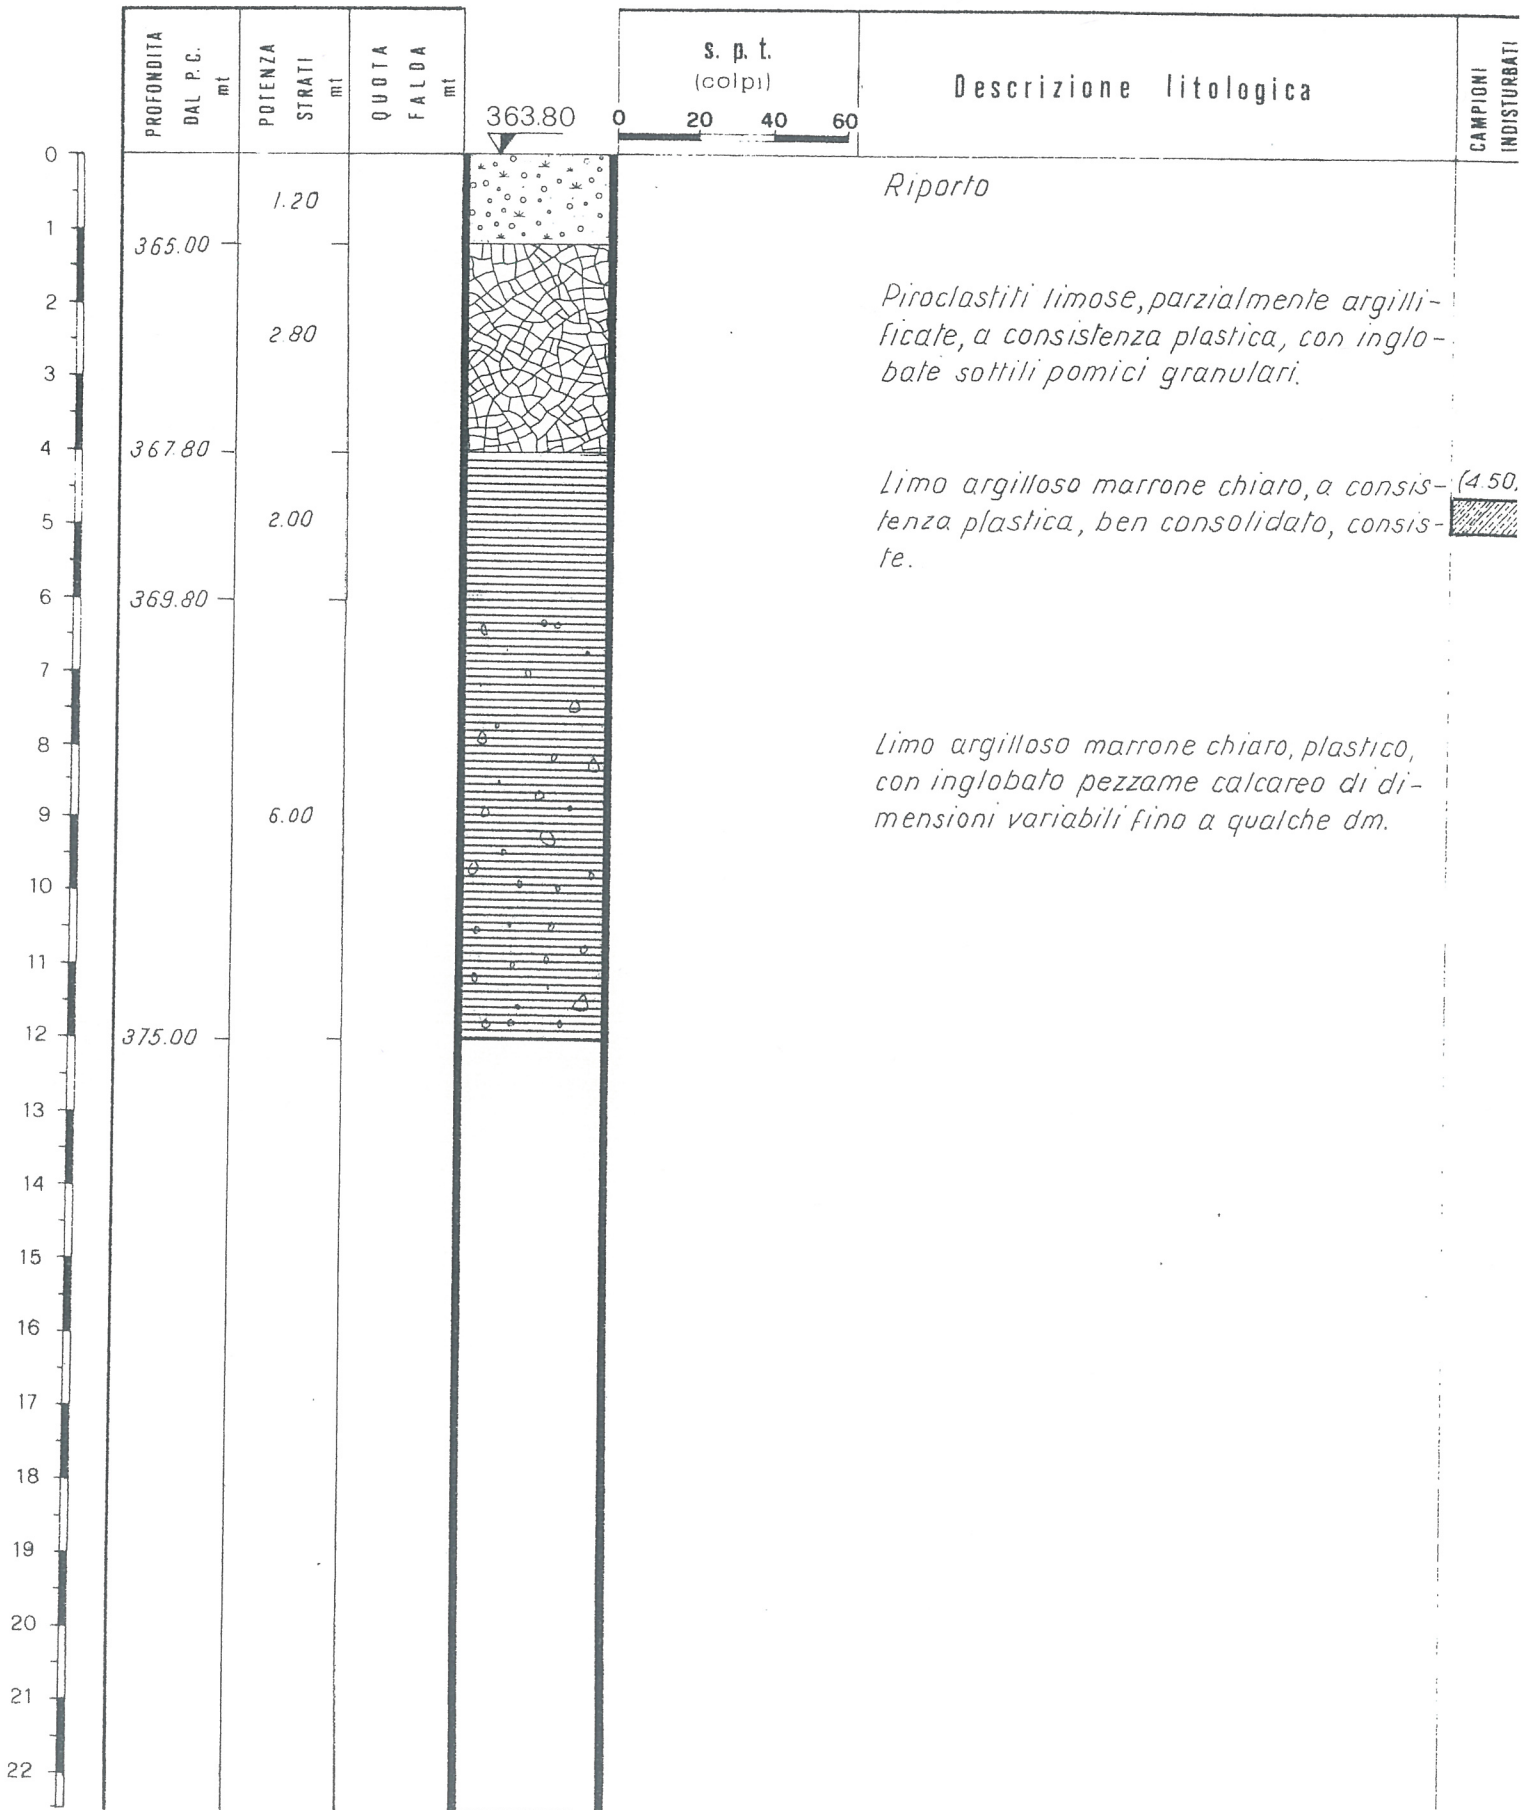 PROFONDITA
DAL P.C.
mt
POTENZA
STRATI
mt
QUOTA
FALDA
mt
363.80
s. p. t.
(colpi)
0 20 40 60
Descrizione litologica
CAMPIONI
INDISTURBATI
0
1.20
Riporto
1
365.00
2
Piroclastiti limose, parzialmente argilli-
2.80
ficate, a consistenza plastica, con inglo-
3
bate sottili pomici granulari.
4
367.80
Limo argilloso marrone chiaro, a consis-
(4.50
5
2.00
tenza plastica, ben consolidato, consis-
te.
6
369.80
7
8
Limo argilloso marrone chiaro, plastico,
con inglobato pezzame calcareo di di-
9
6.00
mensioni variabili fino a qualche dm.
10
11
12
375.00
13
14
15
16
17
18
19
20
21
22